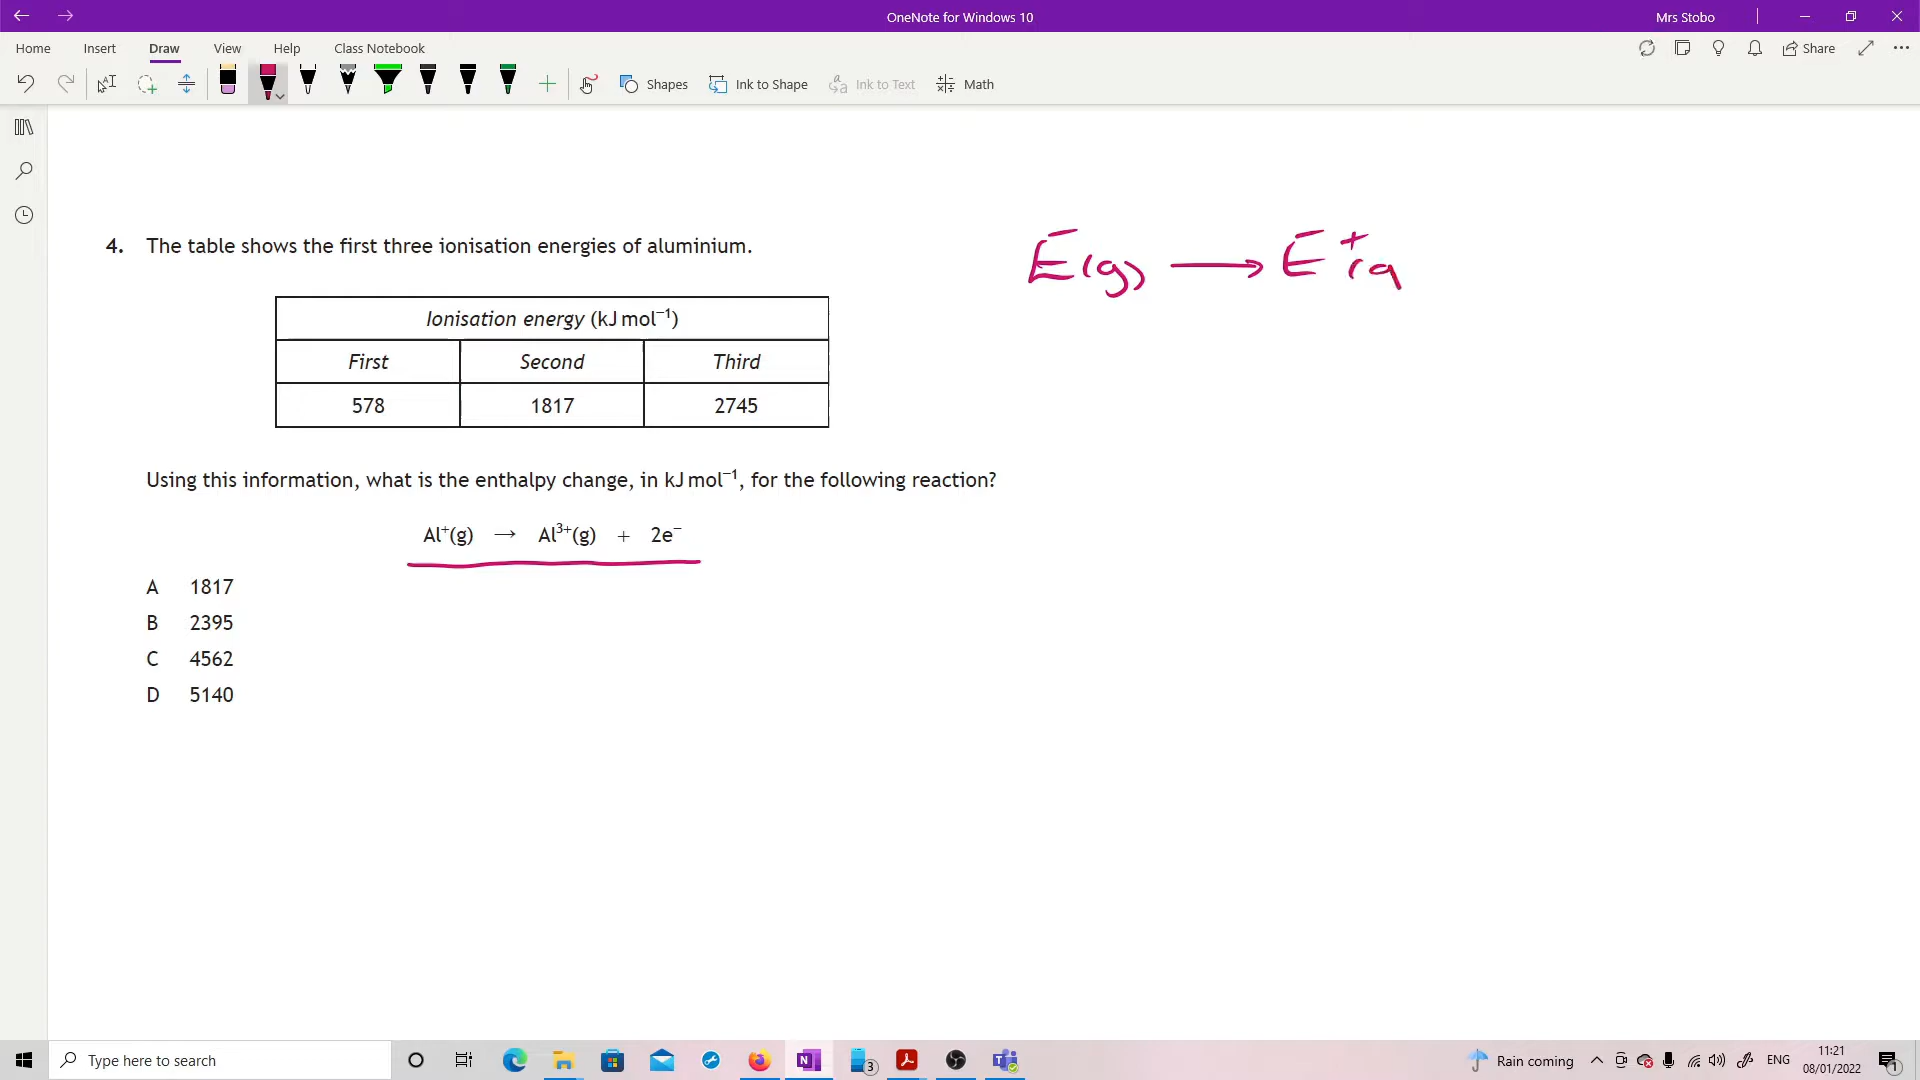 OneNote for Windows 10
Mrs Stobo
Home Insert Draw View Help Class Notebook
Share
Shapes Ink to Shape Ink to Text Math
4. The table shows the first three ionisation energies of aluminium.
E(g) → E⁺(g
Ionisation energy (kJ mol⁻¹)
First Second Third
578 1817 2745
Using this information, what is the enthalpy change, in kJ mol⁻¹, for the following reaction?
Al⁺(g) → Al³⁺(g) + 2e⁻
A 1817
B 2395
C 4562
D 5140
Type here to search
3
Rain coming
ENG
11:21
08/01/2022
1